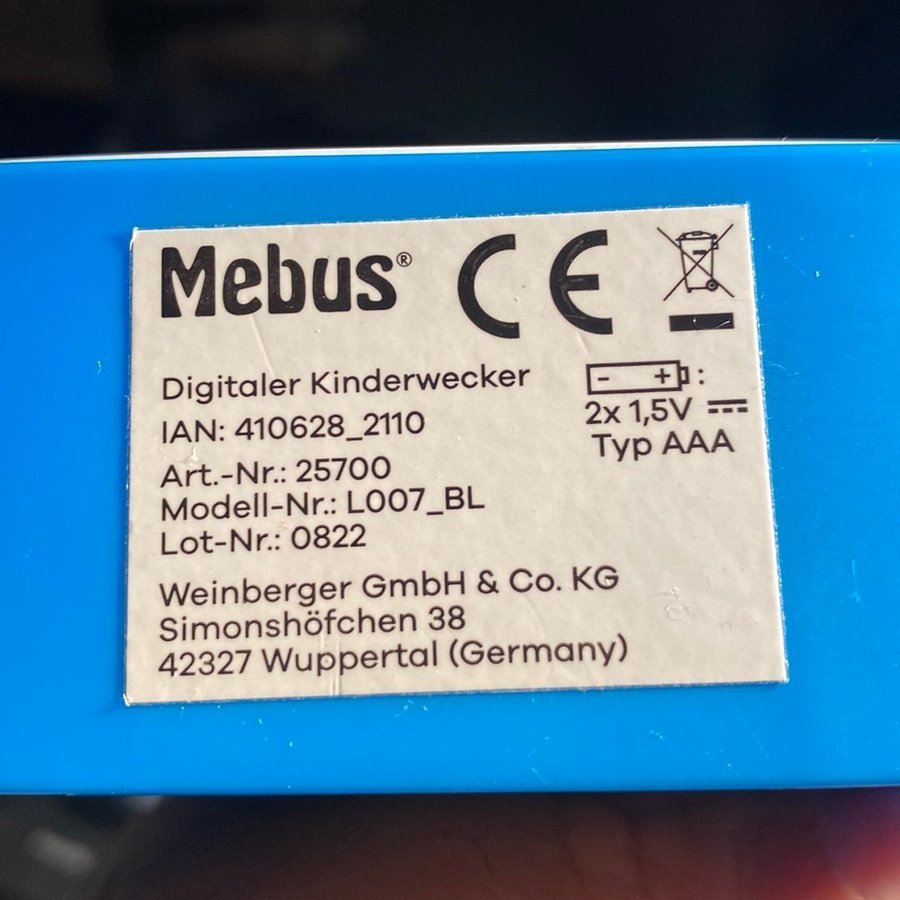 Mebus®
CE
Digitaler Kinderwecker
IAN: 410628_2110
Art.-Nr.: 25700
Modell-Nr.: L007_BL
Lot-Nr.: 0822
- + :
2x 1,5V ⎓
Typ AAA
Weinberger GmbH & Co. KG
Simonshöfchen 38
42327 Wuppertal (Germany)